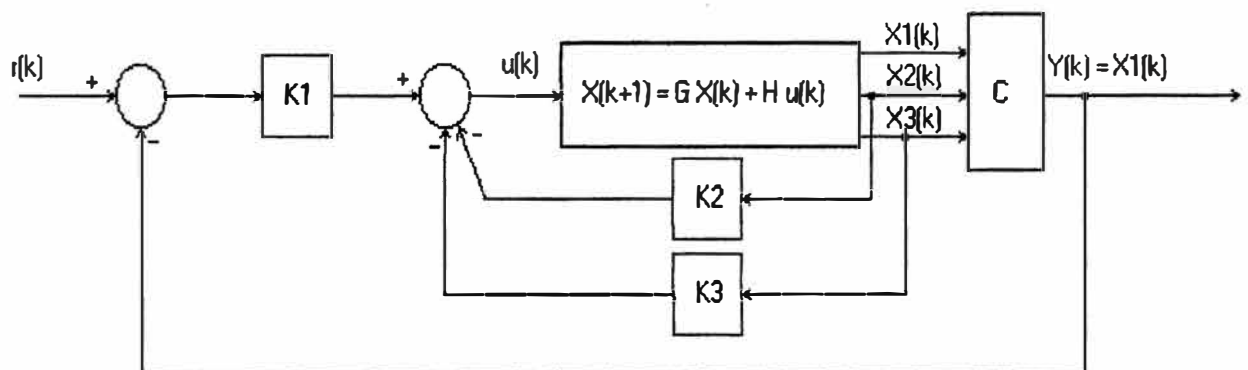 r(k)
+
-
K1
+
-
-
u(k)
X(k+1) = G X(k) + H u(k)
X1(k)
X2(k)
X3(k)
C
Y(k) = X1(k)
K2
K3